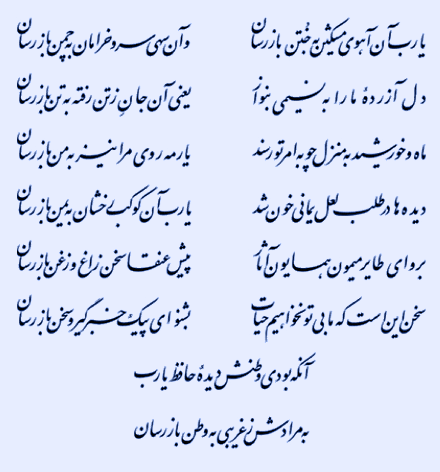 یارب آن آهوی مشکین به ختن بازرسان وآن سهی سرو خرامان به چمن بازرسان
دل آزردهٔ ما را به نسیمی بنواز یعنی آن جان ز تن رفته به تن بازرسان
ماه و خورشید به منزل چو به امر تو رسند یار مه روی مرا نیز به من بازرسان
دیده‌ها در طلب لعل یمانی خون شد یارب آن کوکب رخشان به یمن بازرسان
برو ای طایر میمون همایون آثار پیش عنقا سخن زاغ و زغن بازرسان
سخن این است که ما بی تو نخواهیم حیات بشنو ای پیک خبرگیر و سخن بازرسان
آنکه بودی وطنش دیدهٔ حافظ یارب
به مرادش ز غریبی به وطن بازرسان